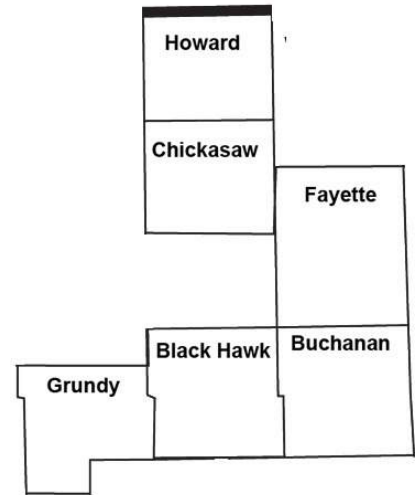 Howard
Chickasaw
Fayette
Black Hawk
Buchanan
Grundy